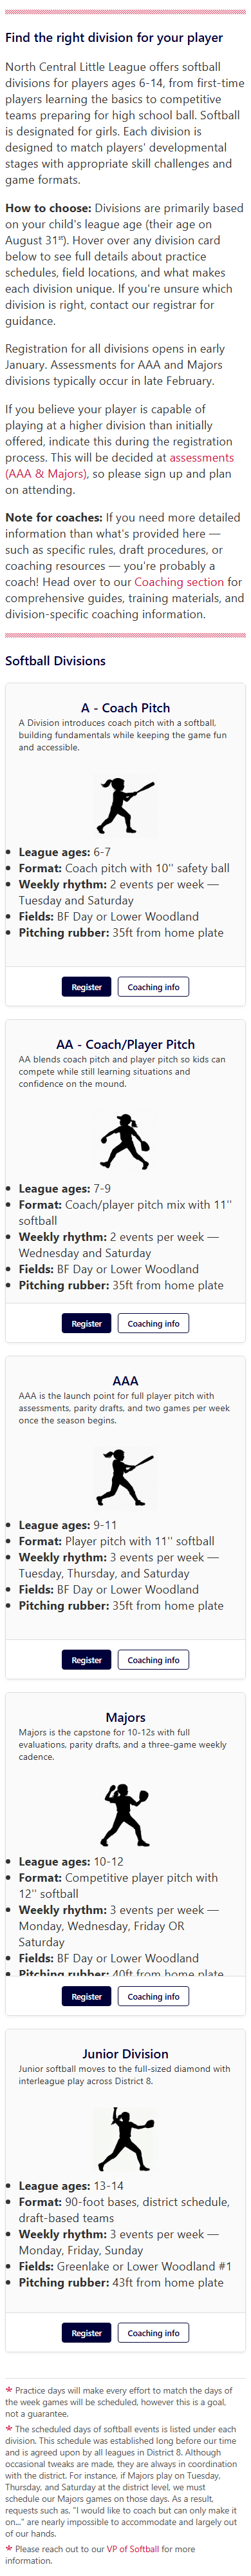 Find the right division for your player
North Central Little League offers softball
divisions for players ages 6-14, from first-time
players learning the basics to competitive
teams preparing for high school ball. Softball
is designated for girls. Each division is
designed to match players' developmental
stages with appropriate skill challenges and
game formats.
How to choose: Divisions are primarily based
on your child's league age (their age on
August 31st). Hover over any division card
below to see full details about practice
schedules, field locations, and what makes
each division unique. If you're unsure which
division is right, contact our registrar for
guidance.
Registration for all divisions opens in early
January. Assessments for AAA and Majors
divisions typically occur in late February.
If you believe your player is capable of
playing at a higher division than initially
offered, indicate this during the registration
process. This will be decided at assessments
(AAA & Majors), so please sign up and plan
on attending.
Note for coaches: If you need more detailed
information than what's provided here —
such as specific rules, draft procedures, or
coaching resources — you're probably a
coach! Head over to our Coaching section for
comprehensive guides, training materials, and
division-specific coaching information.
Softball Divisions
A - Coach Pitch
A Division introduces coach pitch with a softball,
building fundamentals while keeping the game fun
and accessible.
• League ages: 6-7
• Format: Coach pitch with 10'' safety ball
• Weekly rhythm: 2 events per week —
Tuesday and Saturday
• Fields: BF Day or Lower Woodland
• Pitching rubber: 35ft from home plate
Register Coaching info
AA - Coach/Player Pitch
AA blends coach pitch and player pitch so kids can
compete while still learning situations and
confidence on the mound.
• League ages: 7-9
• Format: Coach/player pitch mix with 11''
softball
• Weekly rhythm: 2 events per week —
Wednesday and Saturday
• Fields: BF Day or Lower Woodland
• Pitching rubber: 35ft from home plate
Register Coaching info
AAA
AAA is the launch point for full player pitch with
assessments, parity drafts, and two games per week
once the season begins.
• League ages: 9-11
• Format: Player pitch with 11'' softball
• Weekly rhythm: 3 events per week —
Tuesday, Thursday, and Saturday
• Fields: BF Day or Lower Woodland
• Pitching rubber: 35ft from home plate
Register Coaching info
Majors
Majors is the capstone for 10-12s with full
evaluations, parity drafts, and a three-game weekly
cadence.
• League ages: 10-12
• Format: Competitive player pitch with
12'' softball
• Weekly rhythm: 3 events per week —
Monday, Wednesday, Friday OR
Saturday
• Fields: BF Day or Lower Woodland
• Pitching rubber: 40ft from home plate
Register Coaching info
Junior Division
Junior softball moves to the full-sized diamond with
interleague play across District 8.
• League ages: 13-14
• Format: 90-foot bases, district schedule,
draft-based teams
• Weekly rhythm: 3 events per week —
Monday, Friday, Sunday
• Fields: Greenlake or Lower Woodland #1
• Pitching rubber: 43ft from home plate
Register Coaching info
* Practice days will make every effort to match the days of
the week games will be scheduled, however this is a goal,
not a guarantee.
* The scheduled days of softball events is listed under each
division. This schedule was established long before our time
and is agreed upon by all leagues in District 8. Although
occasional tweaks are made, they are always in coordination
with the district. For instance, if Majors play on Tuesday,
Thursday, and Saturday at the district level, we must
schedule our Majors games on those days. As a result,
requests such as, "I would like to coach but can only make it
on..." are nearly impossible to accommodate and largely out
of our hands.
* Please reach out to our VP of Softball for more
information.